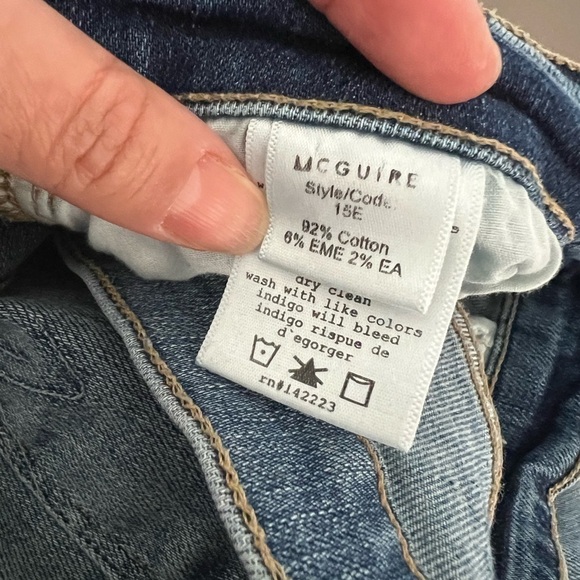 MCGUIRE
Style/Code
15E
92% Cotton
6% EME 2% EA
dry clean
wash with like colors
indigo will bleed
indigo rispue de
d`egorger
rn#142223